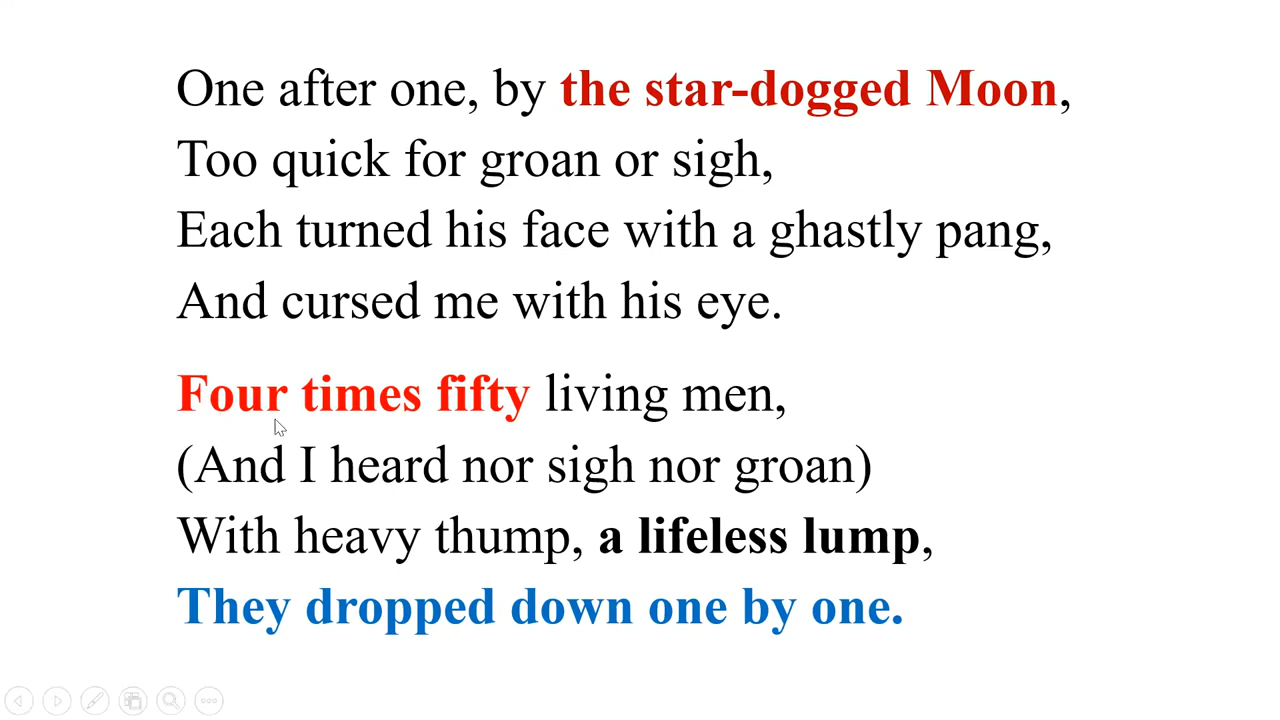 One after one, by the star-dogged Moon,
Too quick for groan or sigh,
Each turned his face with a ghastly pang,
And cursed me with his eye.
Four times fifty living men,
(And I heard nor sigh nor groan)
With heavy thump, a lifeless lump,
They dropped down one by one.